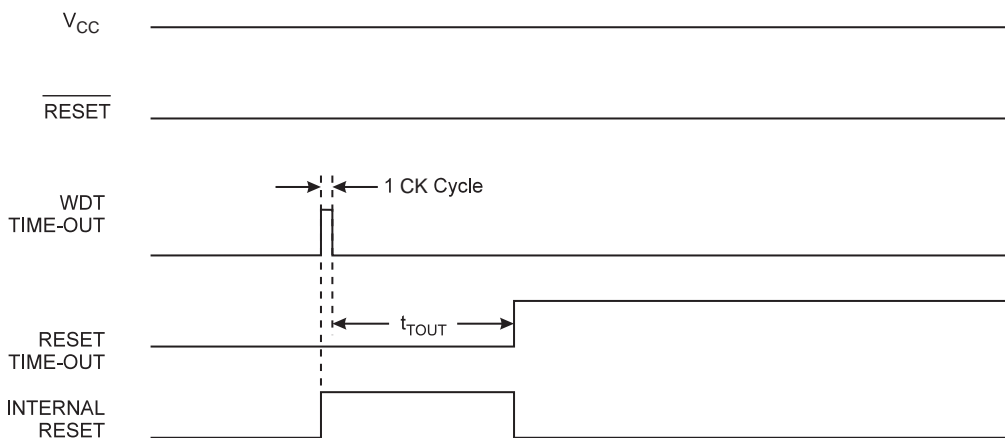 VCC
RESET
1 CK Cycle
WDT
TIME-OUT
tTOUT
RESET
TIME-OUT
INTERNAL
RESET